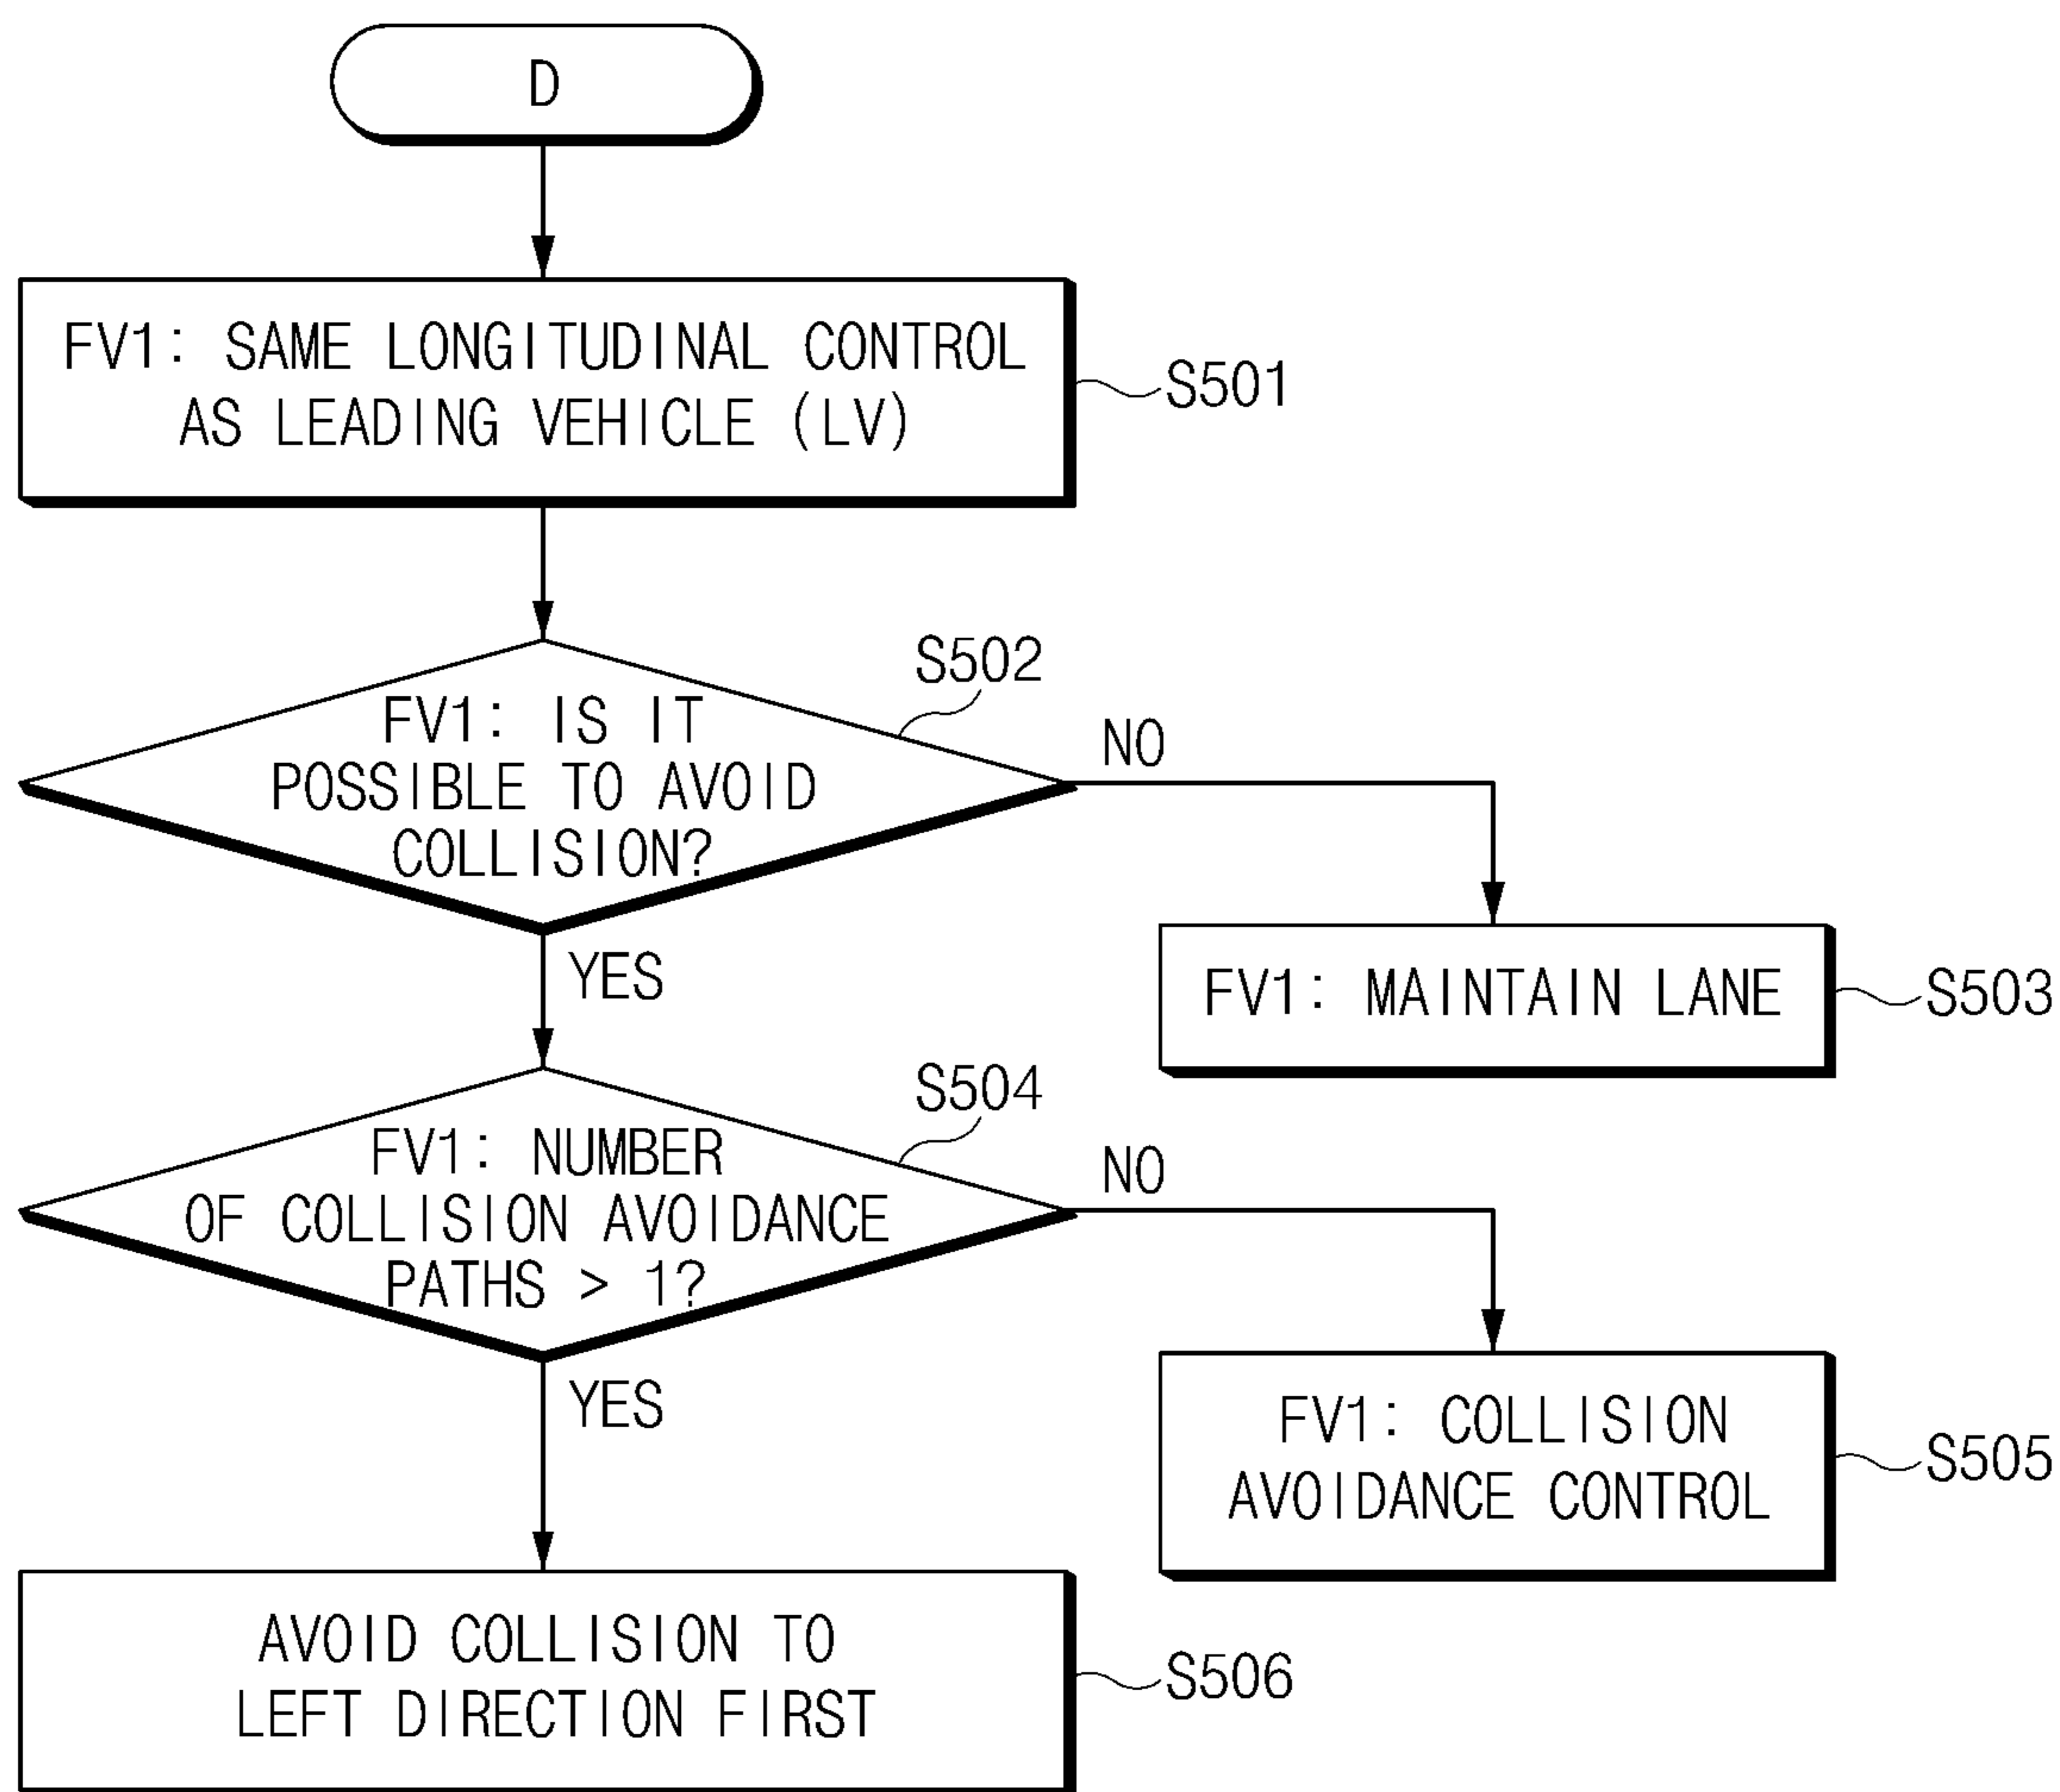 D
FV1: SAME LONGITUDINAL CONTROL
AS LEADING VEHICLE (LV)
S501
S502
FV1: IS IT
POSSIBLE TO AVOID
COLLISION?
NO
YES
FV1: MAINTAIN LANE
S503
S504
FV1: NUMBER
OF COLLISION AVOIDANCE
PATHS > 1?
NO
YES
FV1: COLLISION
AVOIDANCE CONTROL
S505
AVOID COLLISION TO
LEFT DIRECTION FIRST
S506